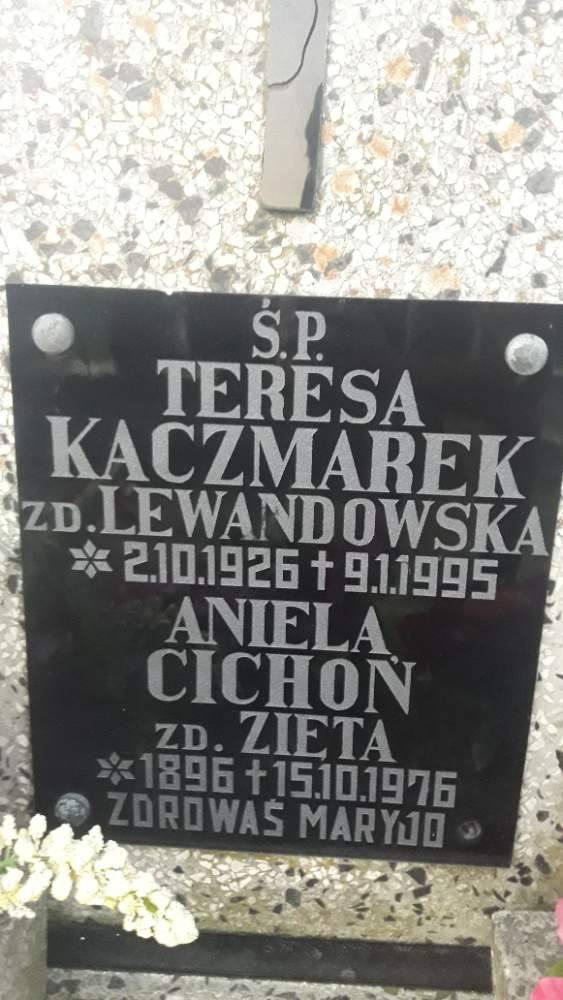 Ś.P.
TERESA
KACZMAREK
ZD. LEWANDOWSKA
* 2.10.1926 † 9.1.1995
ANIELA
CICHOŃ
ZD. ZIĘTA
* 1896 † 15.10.1976
ZDROWAŚ MARYJO